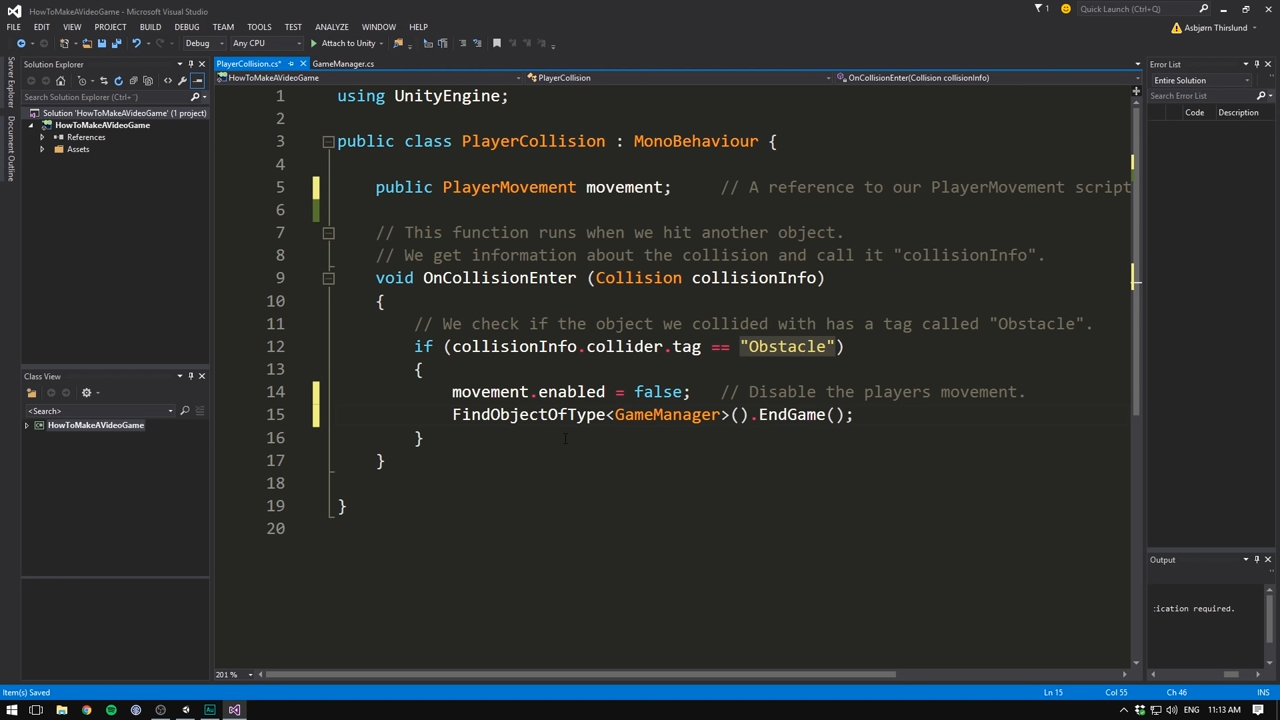 HowToMakeAVideoGame - Microsoft Visual Studio
1
Quick Launch (Ctrl+Q)
FILE EDIT VIEW PROJECT BUILD DEBUG TEAM TOOLS TEST ANALYZE WINDOW HELP
Asbjørn Thirslund
Debug Any CPU Attach to Unity
Server Explorer
Document Outline
Solution Explorer
Search Solution Explorer (Ctrl+')
Solution 'HowToMakeAVideoGame' (1 project)
HowToMakeAVideoGame
References
Assets
Class View
<Search>
HowToMakeAVideoGame
PlayerCollision.cs* GameManager.cs
HowToMakeAVideoGame PlayerCollision OnCollisionEnter(Collision collisionInfo)
1 using UnityEngine;
2
3 public class PlayerCollision : MonoBehaviour {
4
5 public PlayerMovement movement; // A reference to our PlayerMovement script
6
7 // This function runs when we hit another object.
8 // We get information about the collision and call it "collisionInfo".
9 void OnCollisionEnter (Collision collisionInfo)
10 {
11 // We check if the object we collided with has a tag called "Obstacle".
12 if (collisionInfo.collider.tag == "Obstacle")
13 {
14 movement.enabled = false; // Disable the players movement.
15 FindObjectOfType<GameManager>().EndGame();
16 }
17 }
18
19 }
20
201 %
Error List
Entire Solution
Search Error List
Code Description
Output
:ication required.
Item(s) Saved Ln 15 Col 55 Ch 46 INS
ENG 11:13 AM